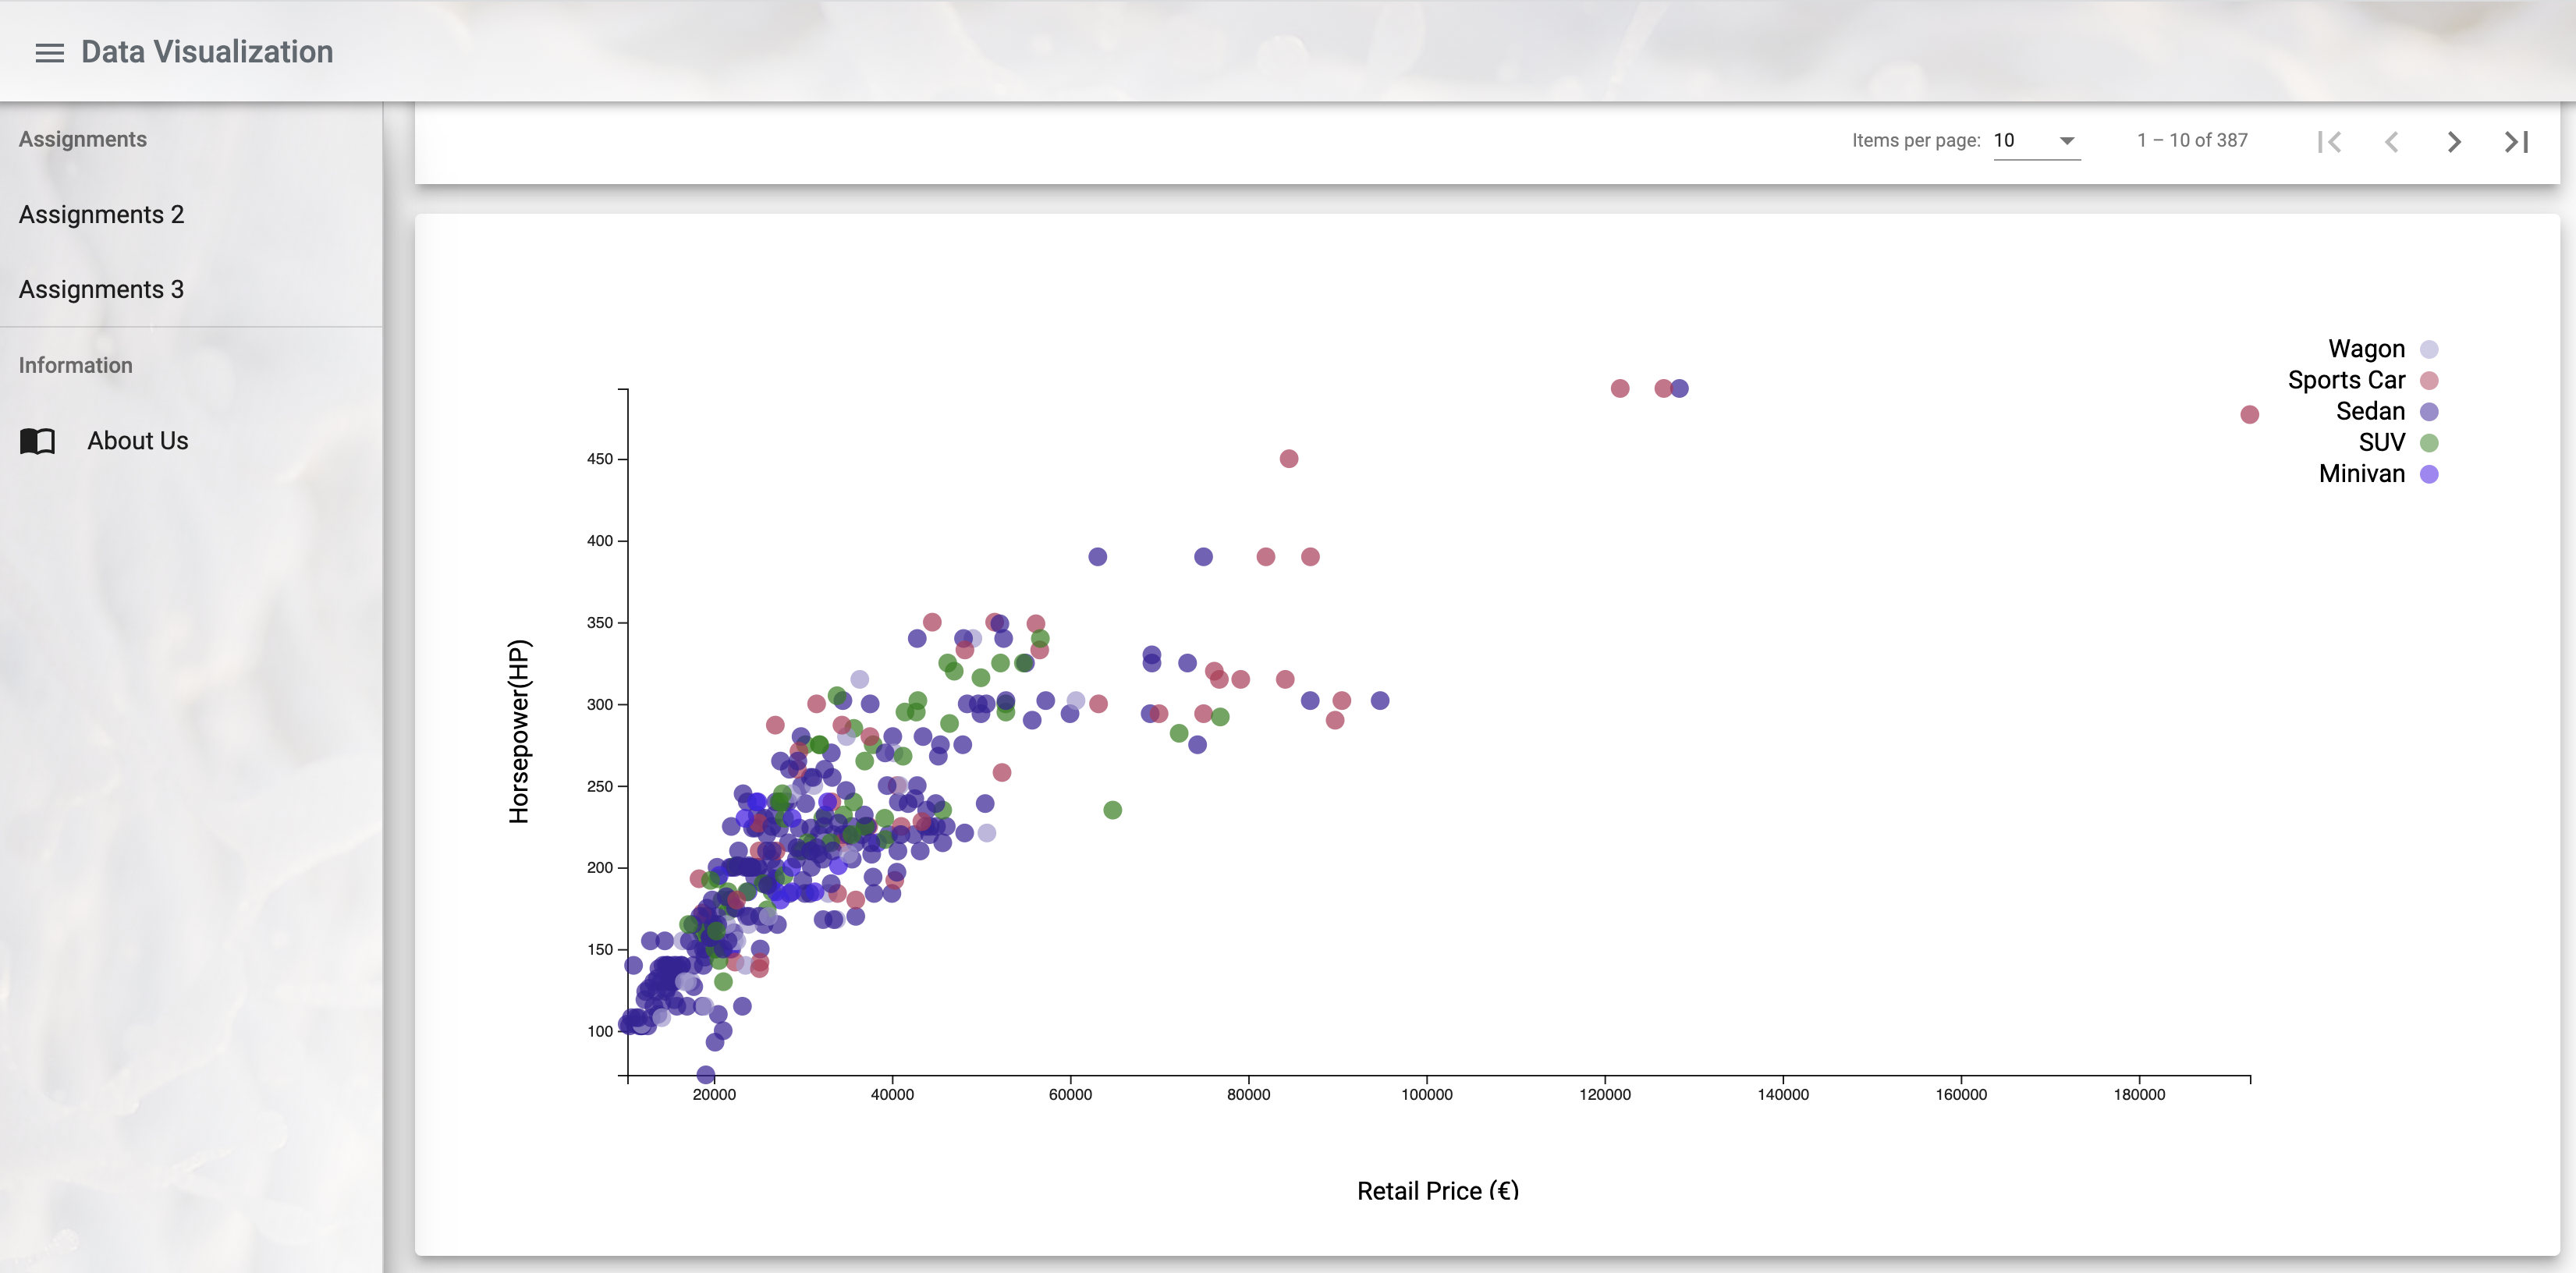 Data Visualization
Assignments
Assignments 2
Assignments 3
Information
About Us
Items per page: 10 1 – 10 of 387
Wagon
Sports Car
Sedan
SUV
Minivan
Horsepower(HP)
450
400
350
300
250
200
150
100
20000 40000 60000 80000 100000 120000 140000 160000 180000
Retail Price (€)